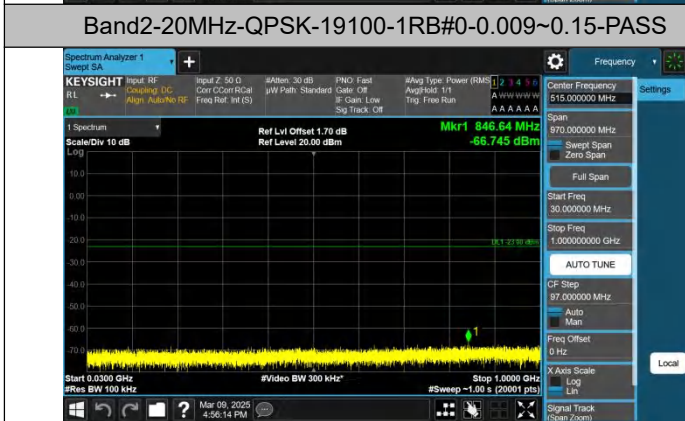 Band2-20MHz-QPSK-19100-1RB#0-0.009~0.15-PASS
Spectrum Analyzer 1
Swept SA
Frequency
KEYSIGHT
RL
Input: RF
Coupling: DC
Align: Auto/No RF
Input Z: 50 Ω
Corr CCorr RCal
Freq Ref: Int (S)
#Atten: 30 dB
µW Path: Standard
PNO: Fast
Gate: Off
IF Gain: Low
Sig Track: Off
#Avg Type: Power (RMS
Avg|Hold: 1/1
Trig: Free Run
1 2 3 4 5 6
A W W W W W
A A A A A A
Center Frequency
515.000000 MHz
Settings
Span
970.000000 MHz
Swept Span
Zero Span
Full Span
Start Freq
30.000000 MHz
Stop Freq
1.000000000 GHz
AUTO TUNE
CF Step
97.000000 MHz
Auto
Man
Freq Offset
0 Hz
X Axis Scale
Log
Lin
Local
Signal Track
(Span Zoom)
1 Spectrum
Scale/Div 10 dB
Log
Ref Lvl Offset 1.70 dB
Ref Level 20.00 dBm
Mkr1 846.64 MHz
-66.745 dBm
10.0
0.00
-10.0
-20.0
DL1 -23.00 dBm
-30.0
-40.0
-50.0
-60.0
1
-70.0
Start 0.0300 GHz
#Res BW 100 kHz
#Video BW 300 kHz*
Stop 1.0000 GHz
#Sweep ~1.00 s (20001 pts)
Mar 09, 2025
4:56:14 PM